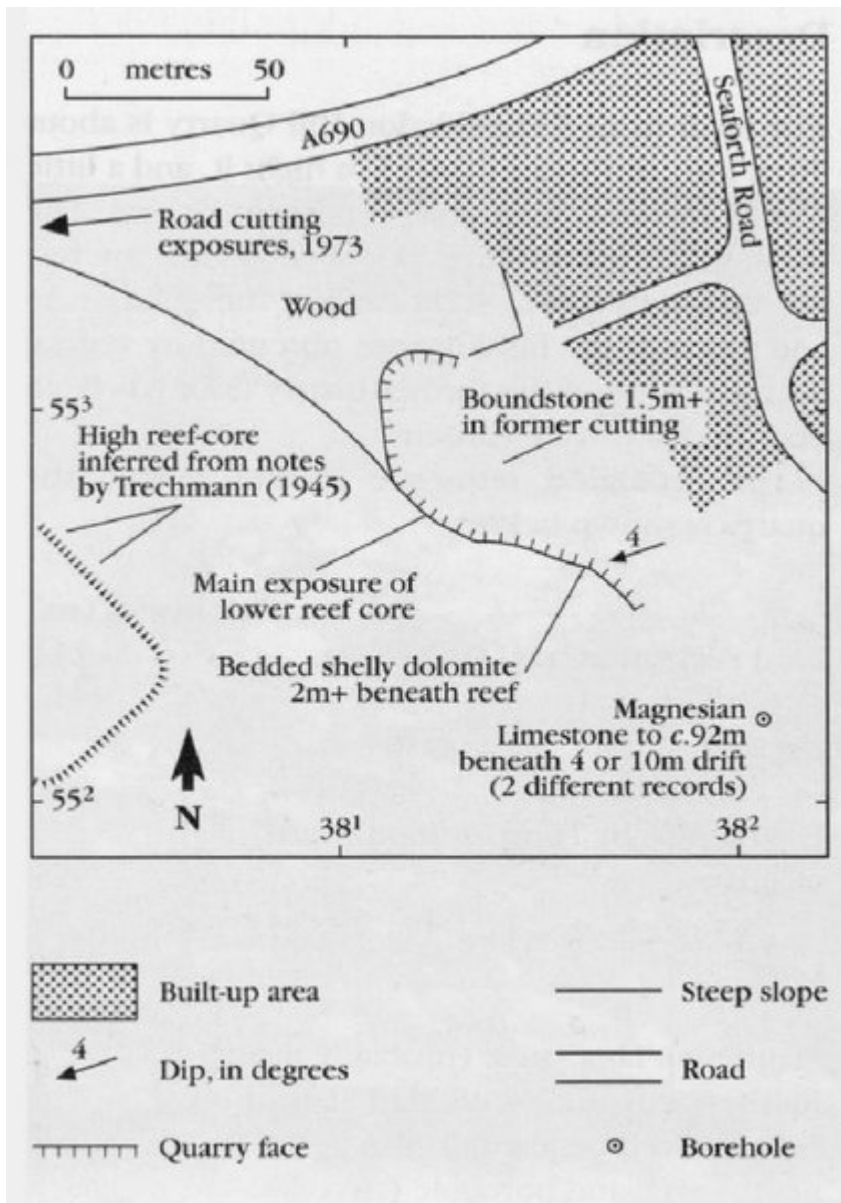 0 metres 50
A690
Seaforth Road
Road cutting
exposures, 1973
Wood
55³
High reef-core
inferred from notes
by Trechmann (1945)
Boundstone 1.5m+
in former cutting
4
Main exposure of
lower reef core
Bedded shelly dolomite
2m+ beneath reef
Magnesian
Limestone to c.92m
beneath 4 or 10m drift
(2 different records)
55²
N
38¹
38²
Built-up area
Steep slope
4
Dip, in degrees
Road
Quarry face
Borehole